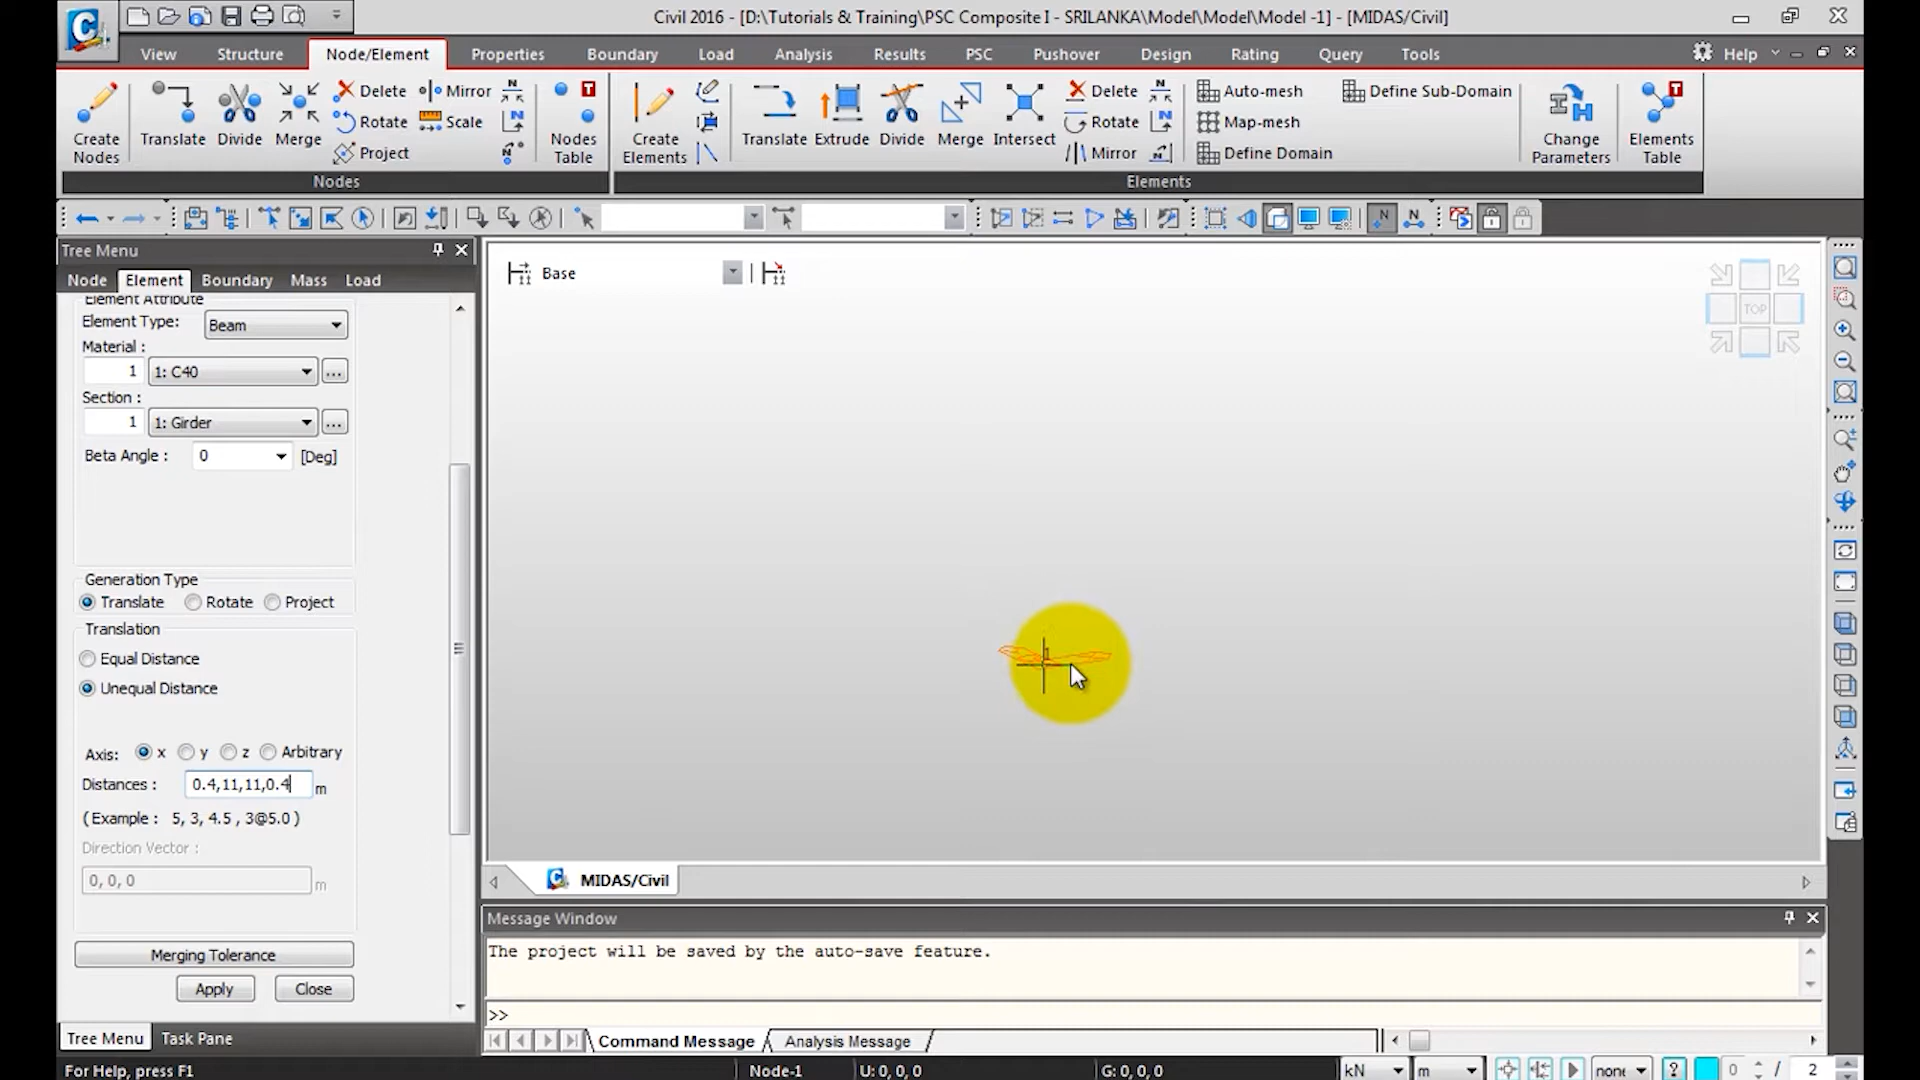 Civil 2016 - [D:\Tutorials & Training\PSC Composite I - SRILANKA\Model\Model\Model -1] - [MIDAS/Civil]
View Structure Node/Element Properties Boundary Load Analysis Results PSC Pushover Design Rating Query Tools Help
Create Nodes Translate Divide Merge Delete Rotate Project Mirror Scale Nodes Table
Create Elements Translate Extrude Divide Merge Intersect Delete Rotate Mirror Auto-mesh Map-mesh Define Domain Define Sub-Domain Change Parameters Elements Table
Nodes Elements
Tree Menu
Node Element Boundary Mass Load
Base
TOP
Element Attribute
Element Type: Beam
Material :
1 1: C40 ...
Section :
1 1: Girder ...
Beta Angle : 0 [Deg]
Generation Type
Translate Rotate Project
Translation
Equal Distance
Unequal Distance
Axis: x y z Arbitrary
Distances : 0.4,11,11,0.4 m
( Example : 5, 3, 4.5 , 3@5.0 )
Direction Vector :
0, 0, 0 m
Merging Tolerance
Apply Close
Tree Menu Task Pane
1
MIDAS/Civil
Message Window
The project will be saved by the auto-save feature.
>>
Command Message Analysis Message
For Help, press F1 Node-1 U: 0, 0, 0 G: 0, 0, 0 kN m 0 / 2